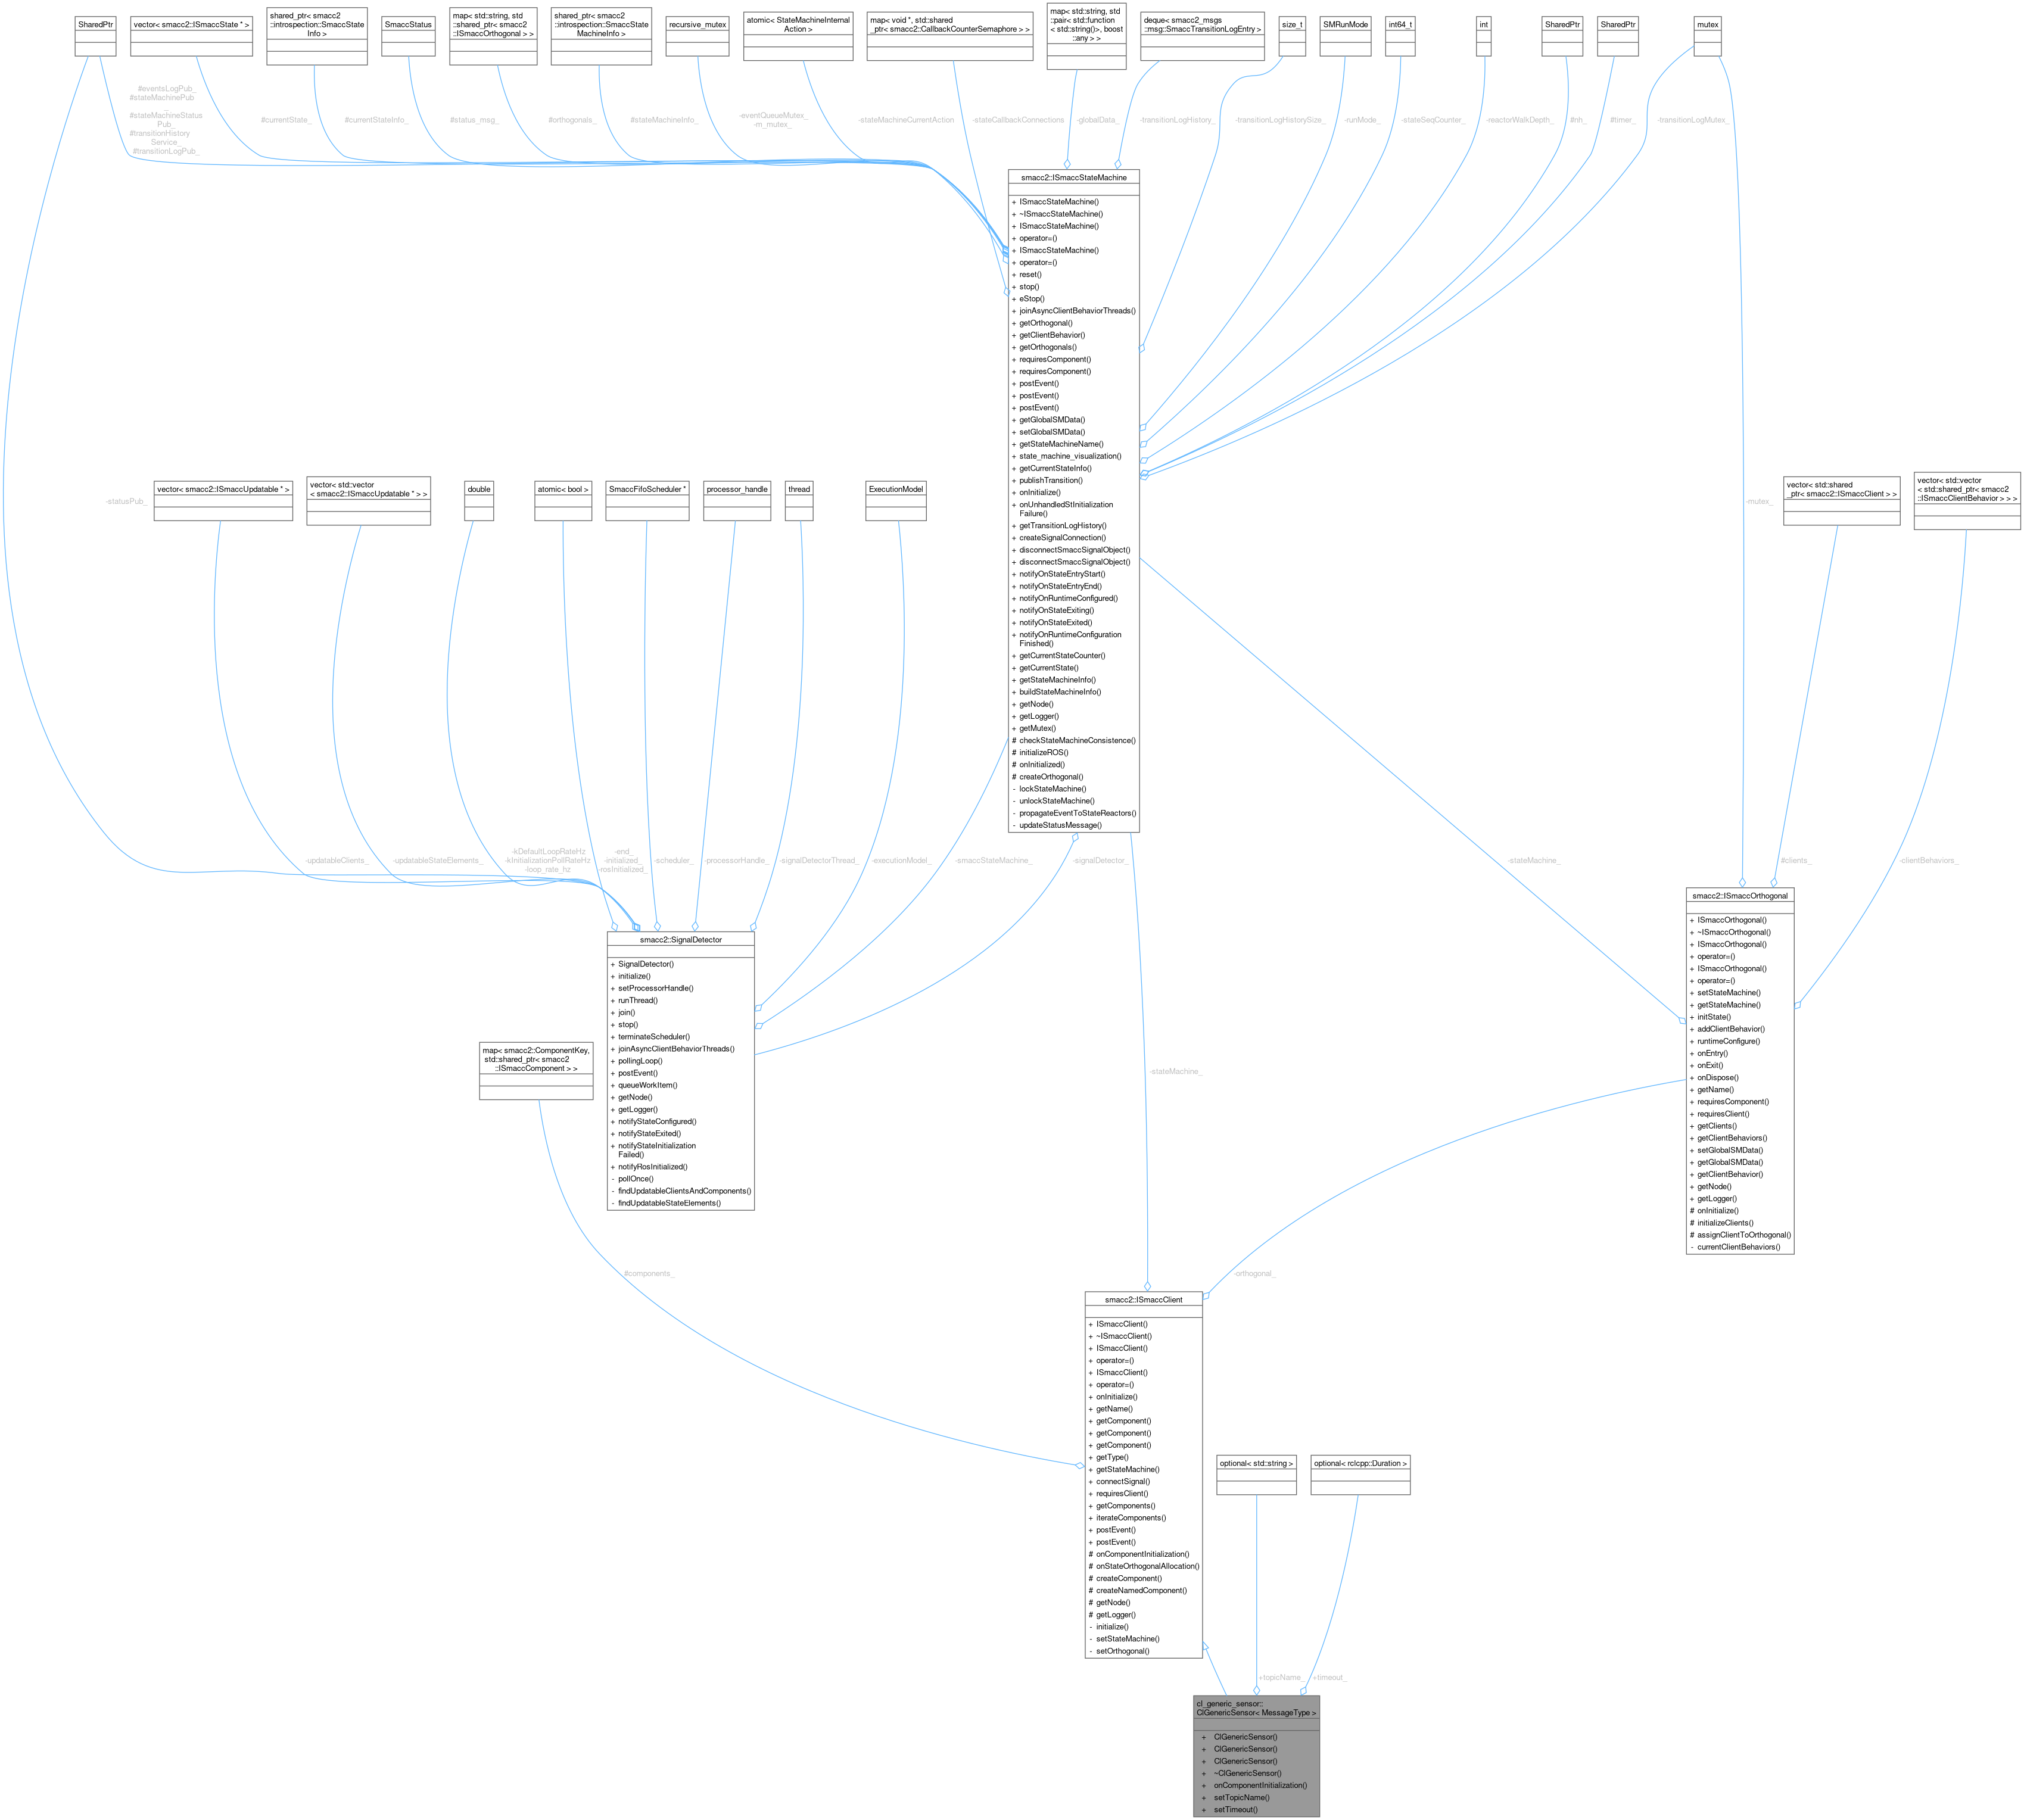 SharedPtr
vector< smacc2::ISmaccState * >
shared_ptr< smacc2
::introspection::SmaccState
Info >
SmaccStatus
map< std::string, std
::shared_ptr< smacc2
::ISmaccOrthogonal > >
shared_ptr< smacc2
::introspection::SmaccState
MachineInfo >
recursive_mutex
atomic< StateMachineInternal
Action >
map< void *, std::shared
_ptr< smacc2::CallbackCounterSemaphore > >
map< std::string, std
::pair< std::function
< std::string()>, boost
::any > >
deque< smacc2_msgs
::msg::SmaccTransitionLogEntry >
size_t
SMRunMode
int64_t
int
SharedPtr
SharedPtr
mutex
#eventsLogPub_
#stateMachinePub
_
#stateMachineStatus
Pub_
#transitionHistory
Service_
#transitionLogPub_
#currentState_
#currentStateInfo_
#status_msg_
#orthogonals_
#stateMachineInfo_
-eventQueueMutex_
-m_mutex_
-stateMachineCurrentAction
-stateCallbackConnections
-globalData_
-transitionLogHistory_
-transitionLogHistorySize_
-runMode_
-stateSeqCounter_
-reactorWalkDepth_
#nh_
#timer_
-transitionLogMutex_
smacc2::ISmaccStateMachine
+ ISmaccStateMachine()
+ ~ISmaccStateMachine()
+ ISmaccStateMachine()
+ operator=()
+ ISmaccStateMachine()
+ operator=()
+ reset()
+ stop()
+ eStop()
+ joinAsyncClientBehaviorThreads()
+ getOrthogonal()
+ getClientBehavior()
+ getOrthogonals()
+ requiresComponent()
+ requiresComponent()
+ postEvent()
+ postEvent()
+ postEvent()
+ getGlobalSMData()
+ setGlobalSMData()
+ getStateMachineName()
+ state_machine_visualization()
+ getCurrentStateInfo()
+ publishTransition()
+ onInitialize()
+ onUnhandledStInitialization
Failure()
+ getTransitionLogHistory()
+ createSignalConnection()
+ disconnectSmaccSignalObject()
+ disconnectSmaccSignalObject()
+ notifyOnStateEntryStart()
+ notifyOnStateEntryEnd()
+ notifyOnRuntimeConfigured()
+ notifyOnStateExiting()
+ notifyOnStateExited()
+ notifyOnRuntimeConfiguration
Finished()
+ getCurrentStateCounter()
+ getCurrentState()
+ getStateMachineInfo()
+ buildStateMachineInfo()
+ getNode()
+ getLogger()
+ getMutex()
# checkStateMachineConsistence()
# initializeROS()
# onInitialized()
# createOrthogonal()
- lockStateMachine()
- unlockStateMachine()
- propagateEventToStateReactors()
- updateStatusMessage()
-statusPub_
vector< smacc2::ISmaccUpdatable * >
vector< std::vector
< smacc2::ISmaccUpdatable * > >
double
atomic< bool >
SmaccFifoScheduler *
processor_handle
thread
ExecutionModel
-mutex_
vector< std::shared
_ptr< smacc2::ISmaccClient > >
vector< std::vector
< std::shared_ptr< smacc2
::ISmaccClientBehavior > > >
-updatableClients_
-updatableStateElements_
-kDefaultLoopRateHz
-kInitializationPollRateHz
-loop_rate_hz
-end_
-initialized_
-rosInitialized_
-scheduler_
-processorHandle_
-signalDetectorThread_
-executionModel_
-smaccStateMachine_
-signalDetector_
-stateMachine_
#clients_
-clientBehaviors_
smacc2::SignalDetector
+ SignalDetector()
+ initialize()
+ setProcessorHandle()
+ runThread()
+ join()
+ stop()
+ terminateScheduler()
+ joinAsyncClientBehaviorThreads()
+ pollingLoop()
+ postEvent()
+ queueWorkItem()
+ getNode()
+ getLogger()
+ notifyStateConfigured()
+ notifyStateExited()
+ notifyStateInitialization
Failed()
+ notifyRosInitialized()
- pollOnce()
- findUpdatableClientsAndComponents()
- findUpdatableStateElements()
smacc2::ISmaccOrthogonal
+ ISmaccOrthogonal()
+ ~ISmaccOrthogonal()
+ ISmaccOrthogonal()
+ operator=()
+ ISmaccOrthogonal()
+ operator=()
+ setStateMachine()
+ getStateMachine()
+ initState()
+ addClientBehavior()
+ runtimeConfigure()
+ onEntry()
+ onExit()
+ onDispose()
+ getName()
+ requiresComponent()
+ requiresClient()
+ getClients()
+ getClientBehaviors()
+ setGlobalSMData()
+ getGlobalSMData()
+ getClientBehavior()
+ getNode()
+ getLogger()
# onInitialize()
# initializeClients()
# assignClientToOrthogonal()
- currentClientBehaviors()
map< smacc2::ComponentKey,
std::shared_ptr< smacc2
::ISmaccComponent > >
-stateMachine_
#components_
-orthogonal_
smacc2::ISmaccClient
+ ISmaccClient()
+ ~ISmaccClient()
+ ISmaccClient()
+ operator=()
+ ISmaccClient()
+ operator=()
+ onInitialize()
+ getName()
+ getComponent()
+ getComponent()
+ getComponent()
+ getType()
+ getStateMachine()
+ connectSignal()
+ requiresClient()
+ getComponents()
+ iterateComponents()
+ postEvent()
+ postEvent()
# onComponentInitialization()
# onStateOrthogonalAllocation()
# createComponent()
# createNamedComponent()
# getNode()
# getLogger()
- initialize()
- setStateMachine()
- setOrthogonal()
optional< std::string >
optional< rclcpp::Duration >
+topicName_
+timeout_
cl_generic_sensor::
ClGenericSensor< MessageType >
+ ClGenericSensor()
+ ClGenericSensor()
+ ClGenericSensor()
+ ~ClGenericSensor()
+ onComponentInitialization()
+ setTopicName()
+ setTimeout()